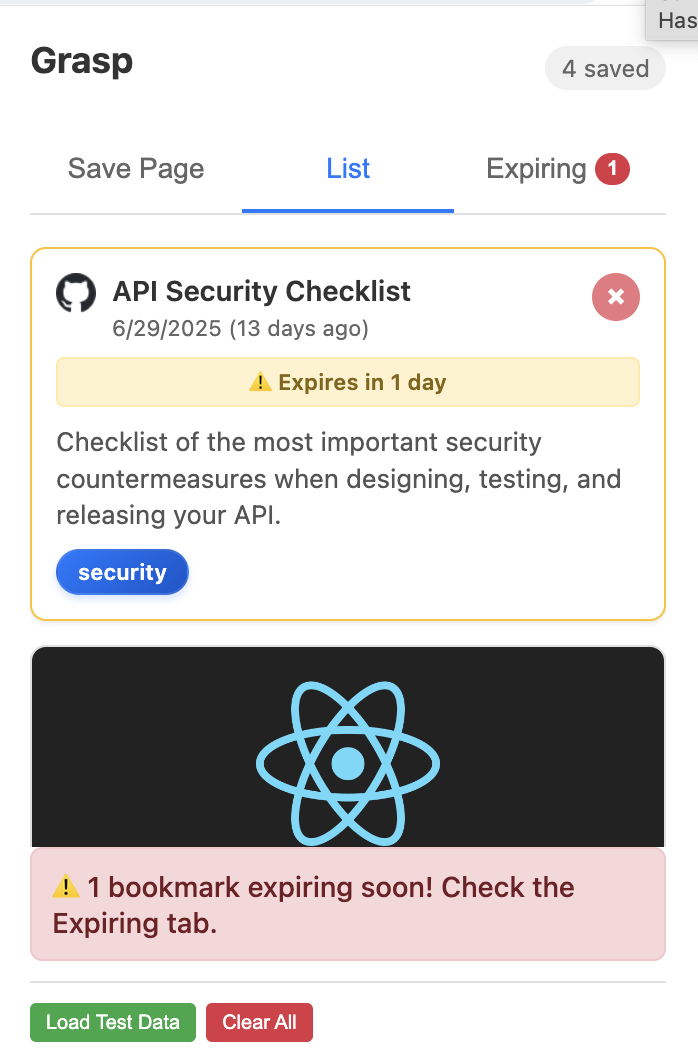 Has
Grasp
4 saved
Save Page
List
Expiring 1
API Security Checklist
6/29/2025 (13 days ago)
⚠️ Expires in 1 day
Checklist of the most important security
countermeasures when designing, testing, and
releasing your API.
security
⚠️ 1 bookmark expiring soon! Check the
Expiring tab.
Load Test Data
Clear All